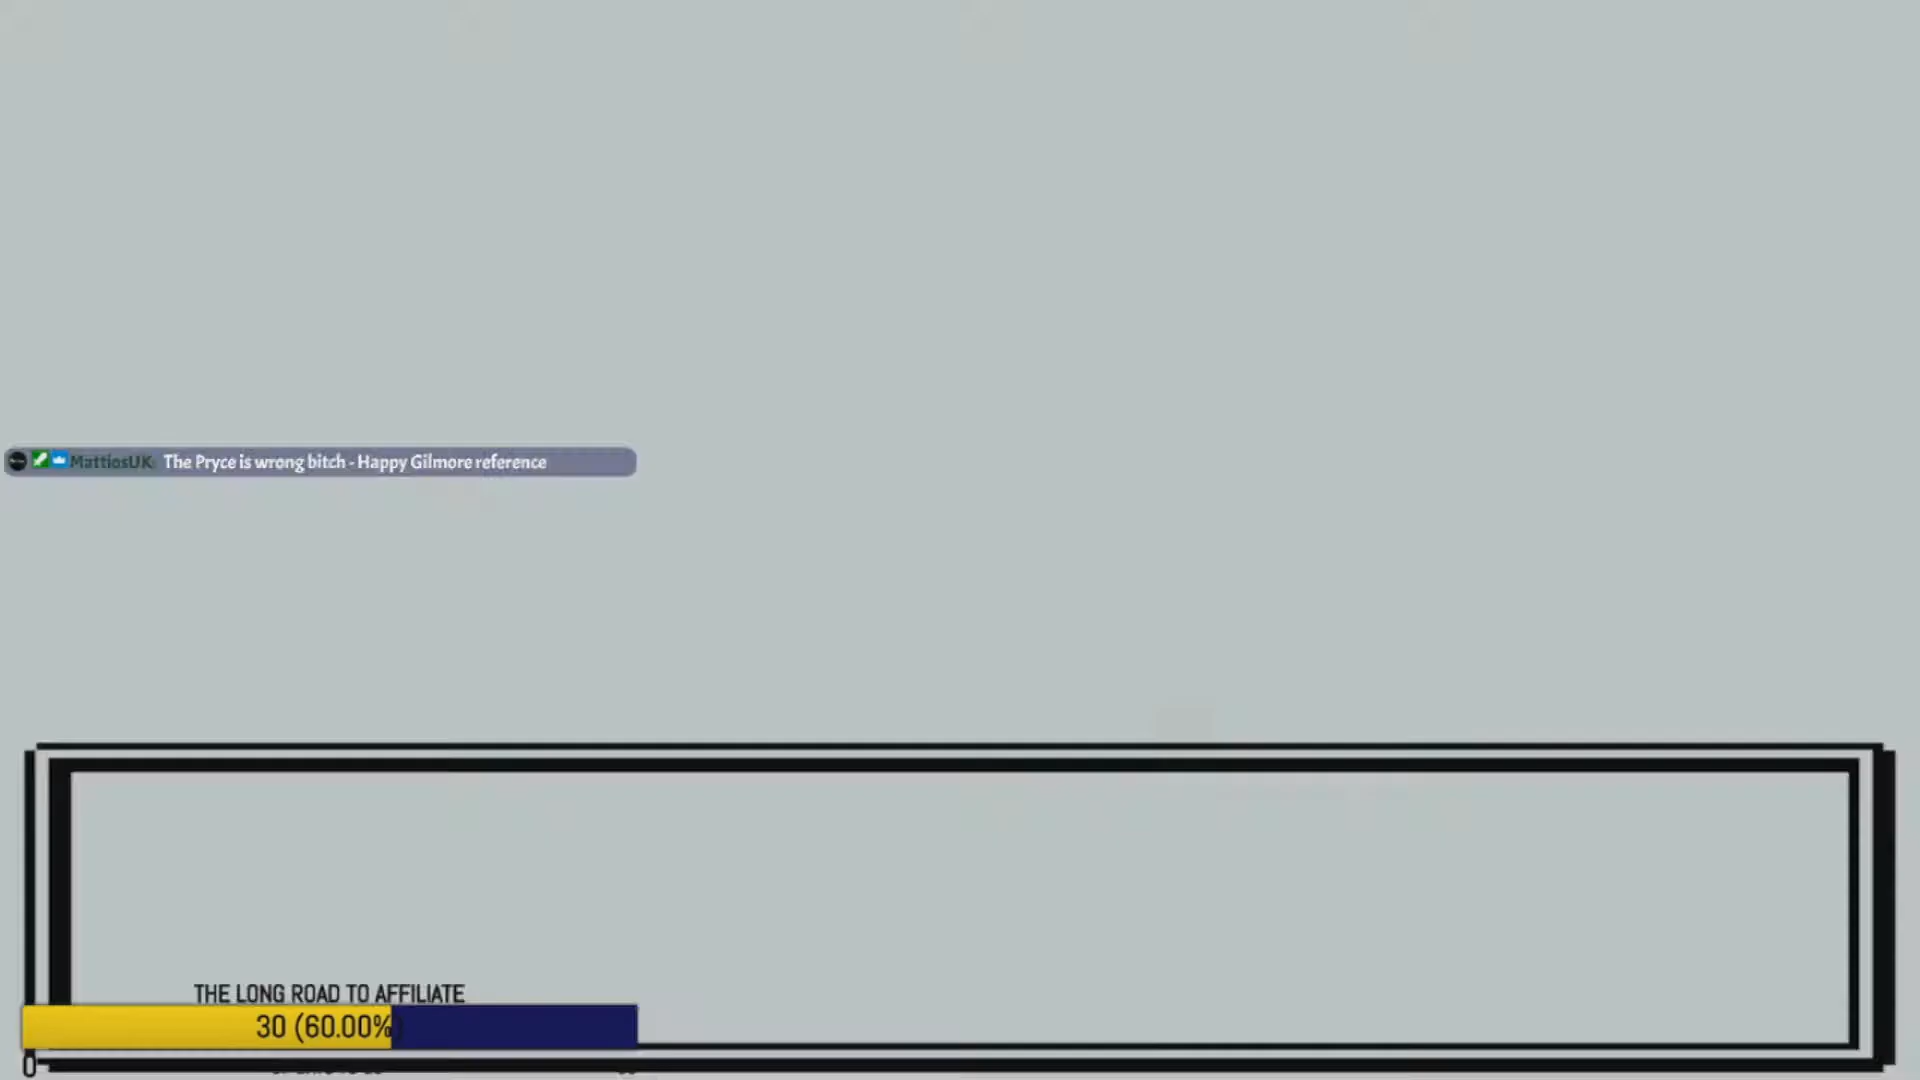 MattiosUK: The Pryce is wrong bitch - Happy Gilmore reference
THE LONG ROAD TO AFFILIATE
30 (60.00%)
0